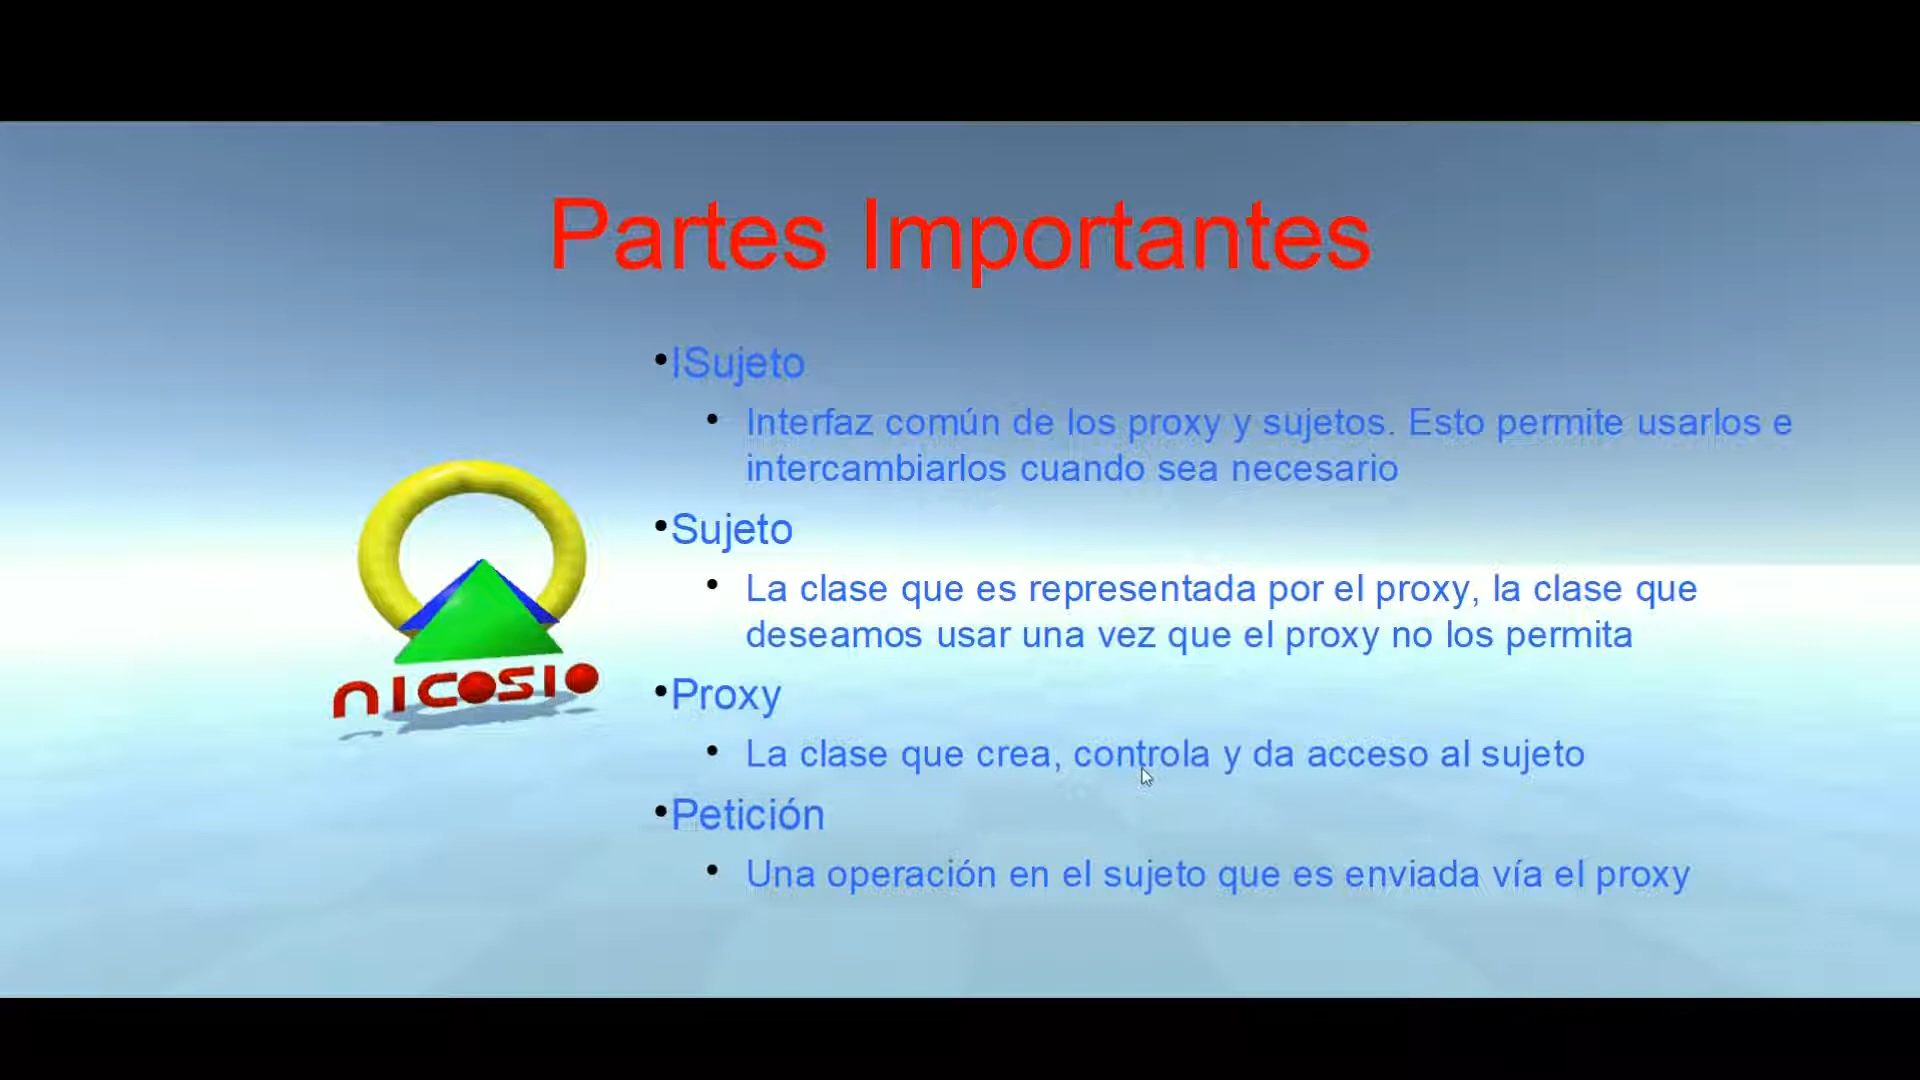 Partes Importantes
•ISujeto
• Interfaz común de los proxy y sujetos. Esto permite usarlos e
intercambiarlos cuando sea necesario
•Sujeto
• La clase que es representada por el proxy, la clase que
deseamos usar una vez que el proxy no los permita
•Proxy
• La clase que crea, controla y da acceso al sujeto
•Petición
• Una operación en el sujeto que es enviada vía el proxy
nicosio